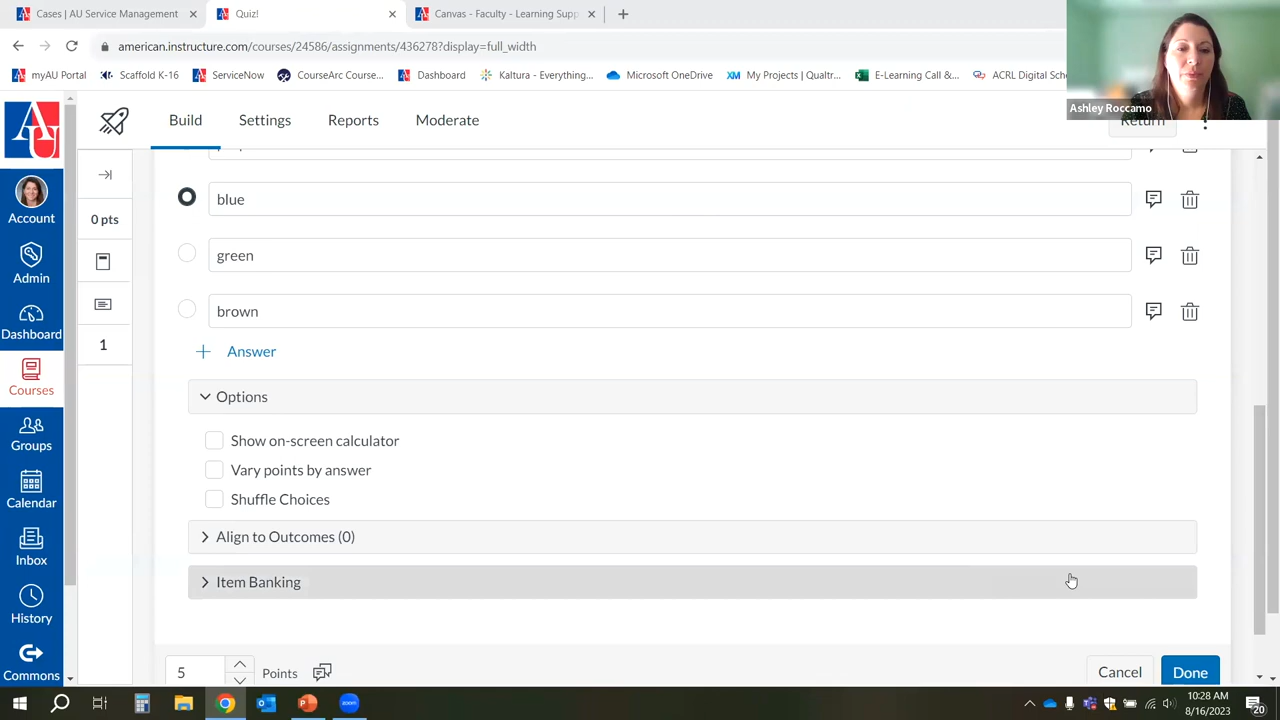 Cases | AU Service Management
Quiz!
Canvas - Faculty - Learning Supp
american.instructure.com/courses/24586/assignments/436278?display=full_width
myAU Portal
Scaffold K-16
ServiceNow
CourseArc Course...
Dashboard
Kaltura - Everything...
Microsoft OneDrive
XM
My Projects | Qualtr...
E-Learning Call &...
ACRL Digital Sche
Ashley Roccamo
AU
Build
Settings
Reports
Moderate
Return
Account
Admin
Dashboard
Courses
Groups
Calendar
Inbox
History
Commons
0 pts
1
blue
green
brown
+ Answer
Options
Show on-screen calculator
Vary points by answer
Shuffle Choices
Align to Outcomes (0)
Item Banking
5
Points
Cancel
Done
10:28 AM
8/16/2023
20